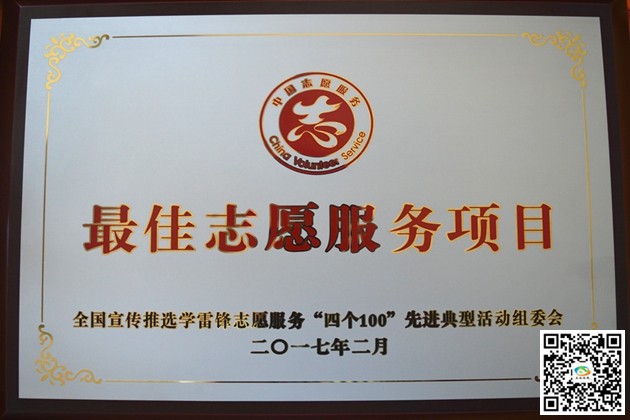 中国志愿服务
China Volunteer Service
最佳志愿服务项目
全国宣传推选学雷锋志愿服务“四个100”先进典型活动组委会
二〇一七年二月